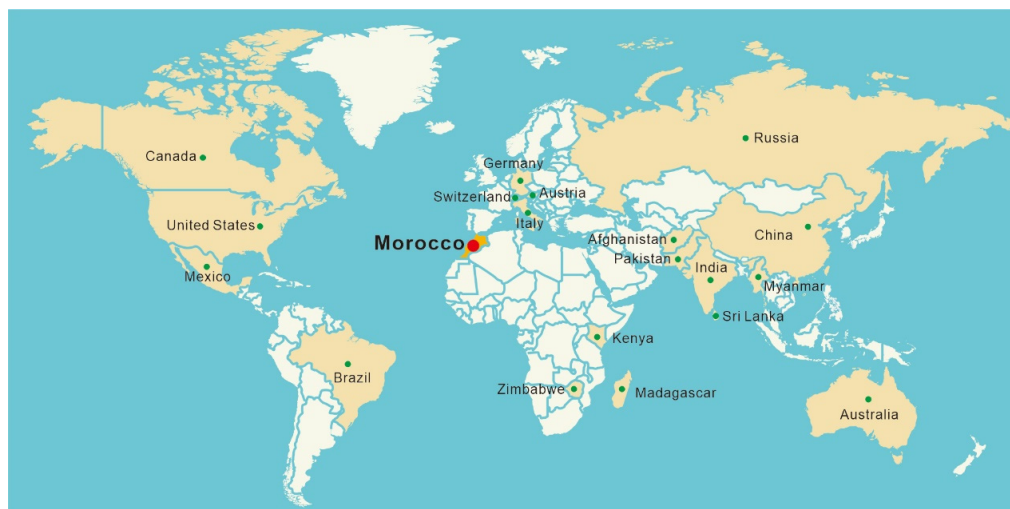 Russia
Canada
Germany
Switzerland
Austria
United States
Italy
China
Morocco
Afghanistan
Pakistan
India
Mexico
Myanmar
Sri Lanka
Kenya
Brazil
Zimbabwe
Madagascar
Australia